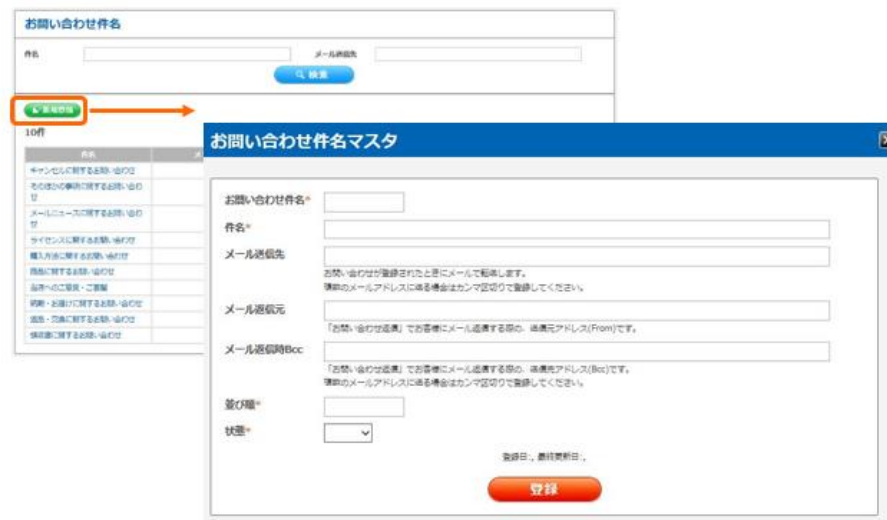 お問い合わせ件名
件名
メール送信先
検索
新規登録
10件
件名
キャンセルに関するお問い合わせ
そのほかの事項に関するお問い合わ
せ
メールニュースに関するお問い合わ
せ
ライセンスに関するお問い合わせ
購入方法に関するお問い合わせ
商品に関するお問い合わせ
当店へのご意見・ご要望
納期・お届けに関するお問い合わせ
返品・交換に関するお問い合わせ
領収書に関するお問い合わせ
お問い合わせ件名マスタ
お問い合わせ件名*
件名*
メール送信先
お問い合わせが登録されたときにメールで転送します。
複数のメールアドレスに送る場合はカンマ区切りで登録してください。
メール返信元
「お問い合わせ返信」でお客様にメール返信する際の、送信元アドレス(From)です。
メール返信時Bcc
「お問い合わせ返信」でお客様にメール返信する際の、送信先アドレス(Bcc)です。
複数のメールアドレスに送る場合はカンマ区切りで登録してください。
並び順*
状態*
登録日:, 最終更新日:,
登録